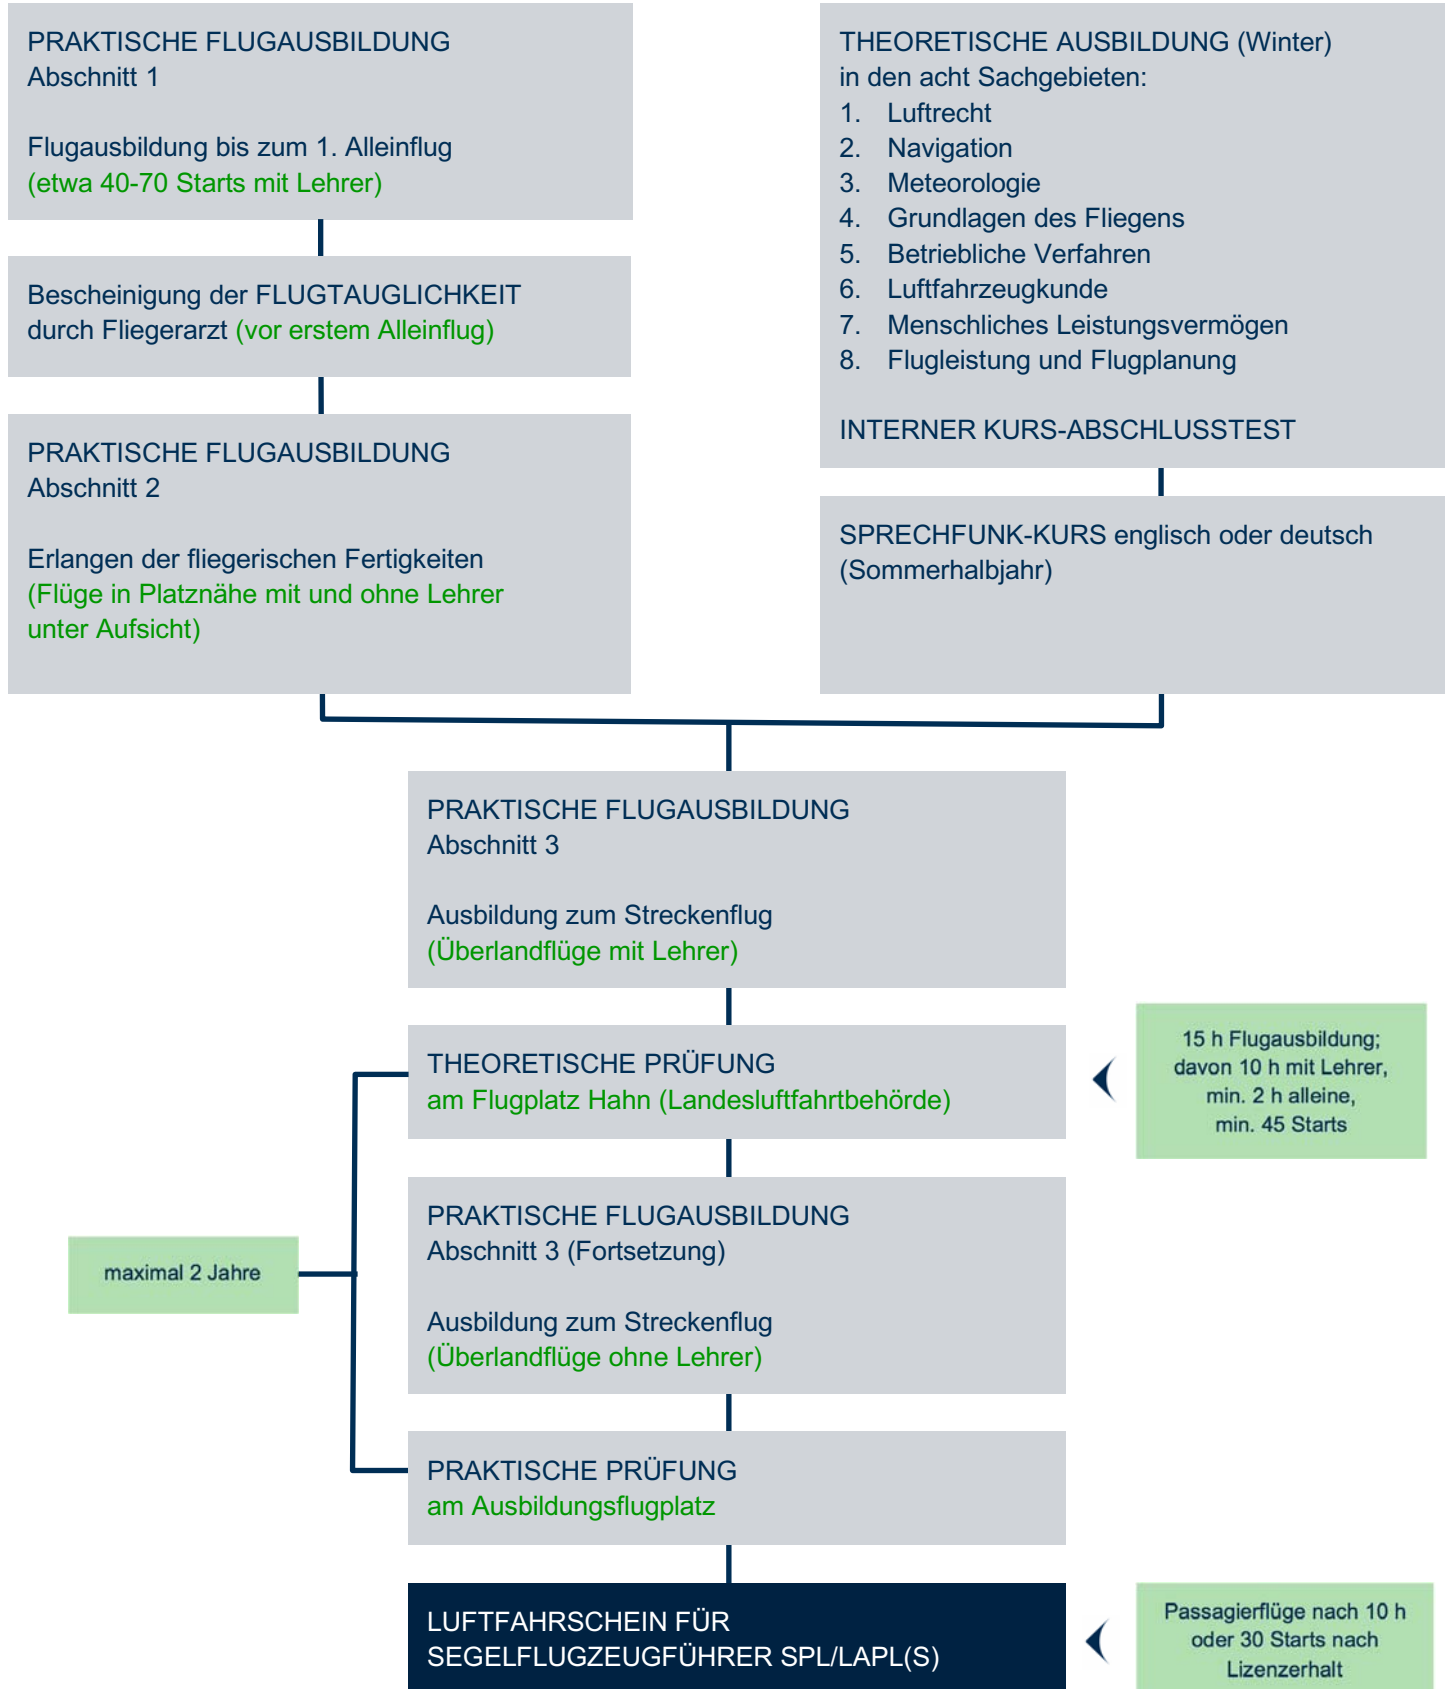 PRAKTISCHE FLUGAUSBILDUNG
Abschnitt 1
Flugausbildung bis zum 1. Alleinflug
(etwa 40-70 Starts mit Lehrer)
Bescheinigung der FLUGTAUGLICHKEIT
durch Fliegerarzt (vor erstem Alleinflug)
PRAKTISCHE FLUGAUSBILDUNG
Abschnitt 2
Erlangen der fliegerischen Fertigkeiten
(Flüge in Platznähe mit und ohne Lehrer
unter Aufsicht)
THEORETISCHE AUSBILDUNG (Winter)
in den acht Sachgebieten:
1. Luftrecht
2. Navigation
3. Meteorologie
4. Grundlagen des Fliegens
5. Betriebliche Verfahren
6. Luftfahrzeugkunde
7. Menschliches Leistungsvermögen
8. Flugleistung und Flugplanung
INTERNER KURS-ABSCHLUSSTEST
SPRECHFUNK-KURS englisch oder deutsch
(Sommerhalbjahr)
PRAKTISCHE FLUGAUSBILDUNG
Abschnitt 3
Ausbildung zum Streckenflug
(Überlandflüge mit Lehrer)
THEORETISCHE PRÜFUNG
am Flugplatz Hahn (Landesluftfahrtbehörde)
15 h Flugausbildung;
davon 10 h mit Lehrer,
min. 2 h alleine,
min. 45 Starts
PRAKTISCHE FLUGAUSBILDUNG
Abschnitt 3 (Fortsetzung)
Ausbildung zum Streckenflug
(Überlandflüge ohne Lehrer)
maximal 2 Jahre
PRAKTISCHE PRÜFUNG
am Ausbildungsflugplatz
LUFTFAHRSCHEIN FÜR
SEGELFLUGZEUGFÜHRER SPL/LAPL(S)
Passagierflüge nach 10 h
oder 30 Starts nach
Lizenzerhalt